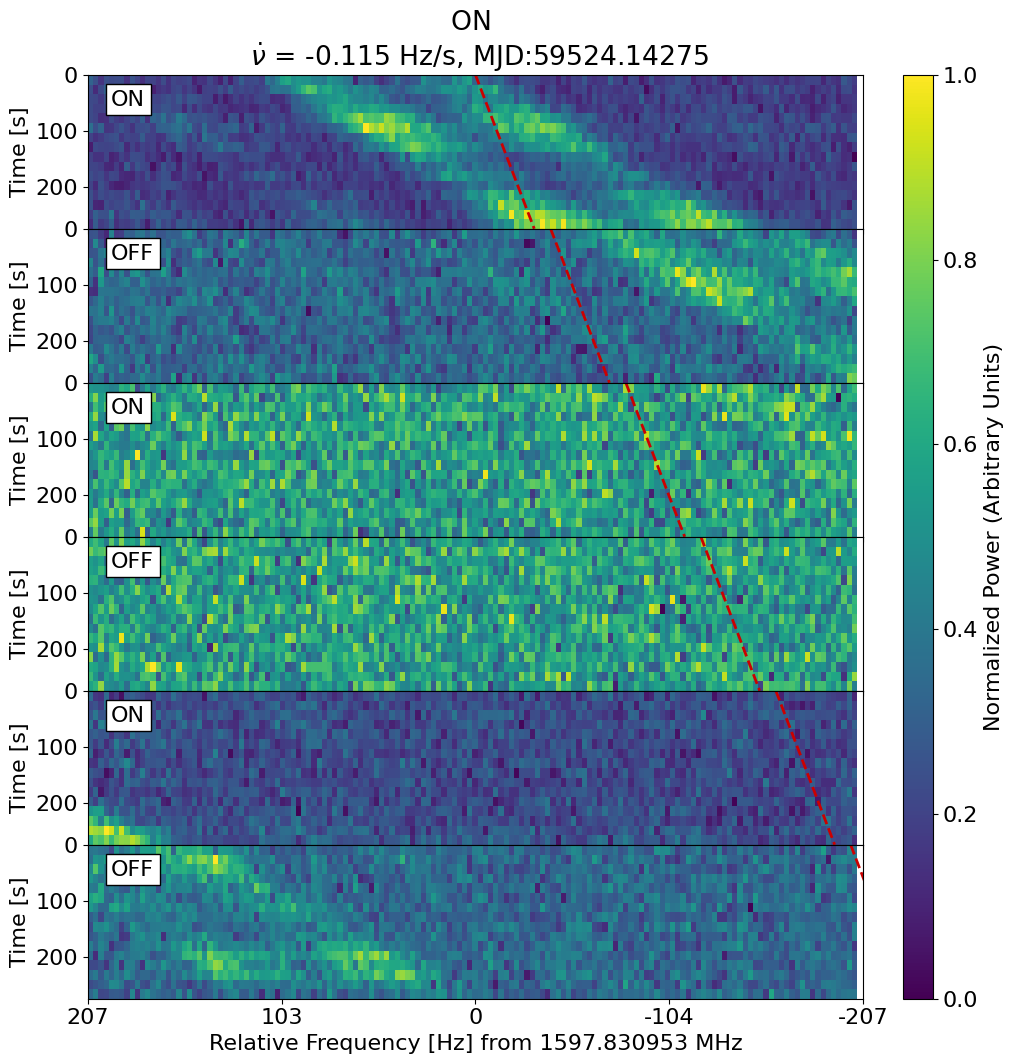 ON
ν̇ = -0.115 Hz/s, MJD:59524.14275
0
ON
100
Time [s]
200
0
OFF
100
Time [s]
200
0
ON
100
Time [s]
200
0
OFF
100
Time [s]
200
0
ON
100
Time [s]
200
0
OFF
100
Time [s]
200
207 103 0 -104 -207
Relative Frequency [Hz] from 1597.830953 MHz
1.0
0.8
0.6
0.4
0.2
0.0
Normalized Power (Arbitrary Units)